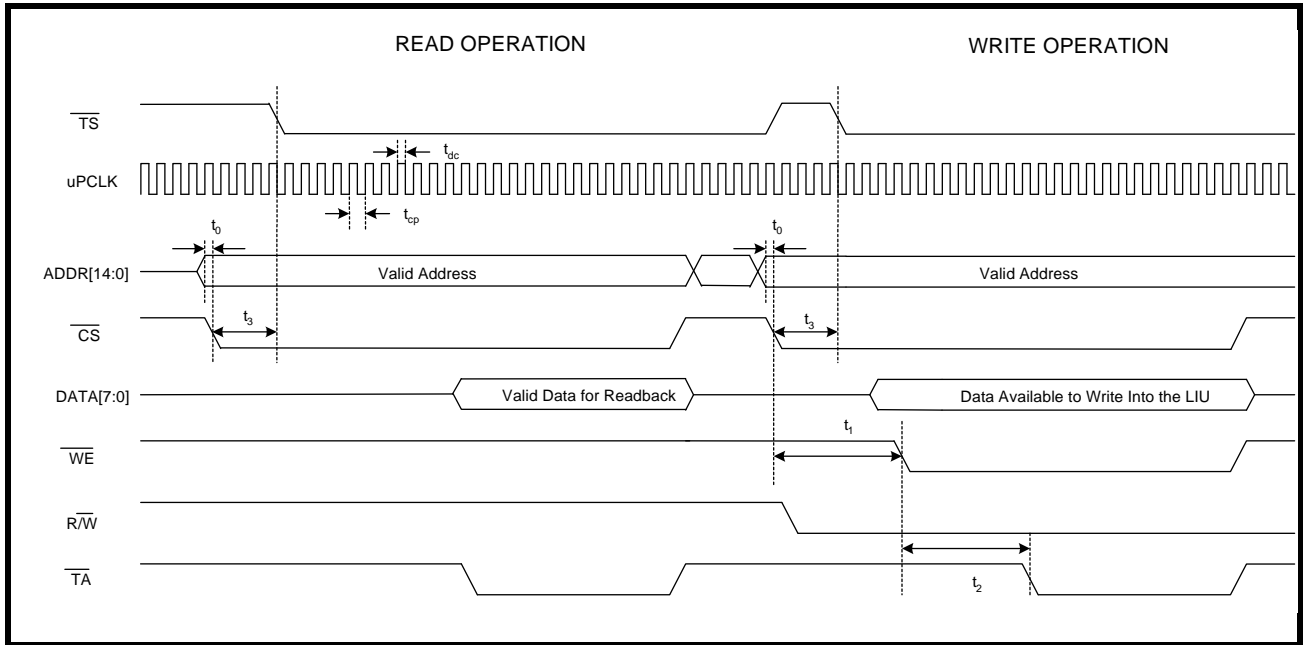 READ OPERATION WRITE OPERATION
TS
t_dc
uPCLK
t_cp
t_0 t_0
ADDR[14:0] Valid Address Valid Address
t_3 t_3
CS
DATA[7:0] Valid Data for Readback Data Available to Write Into the LIU
t_1
WE
R/W
TA t_2